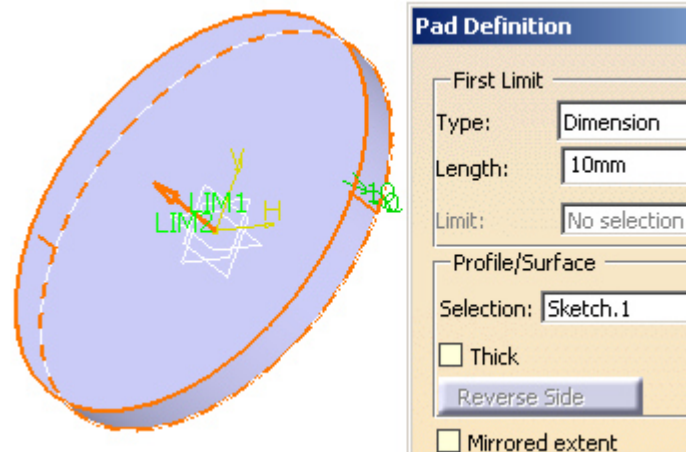 Pad Definition
First Limit
Type: Dimension
Length: 10mm
Limit: No selection
Profile/Surface
Selection: Sketch.1
Thick
Reverse Side
Mirrored extent
V
LIM1
LIM2
H
10